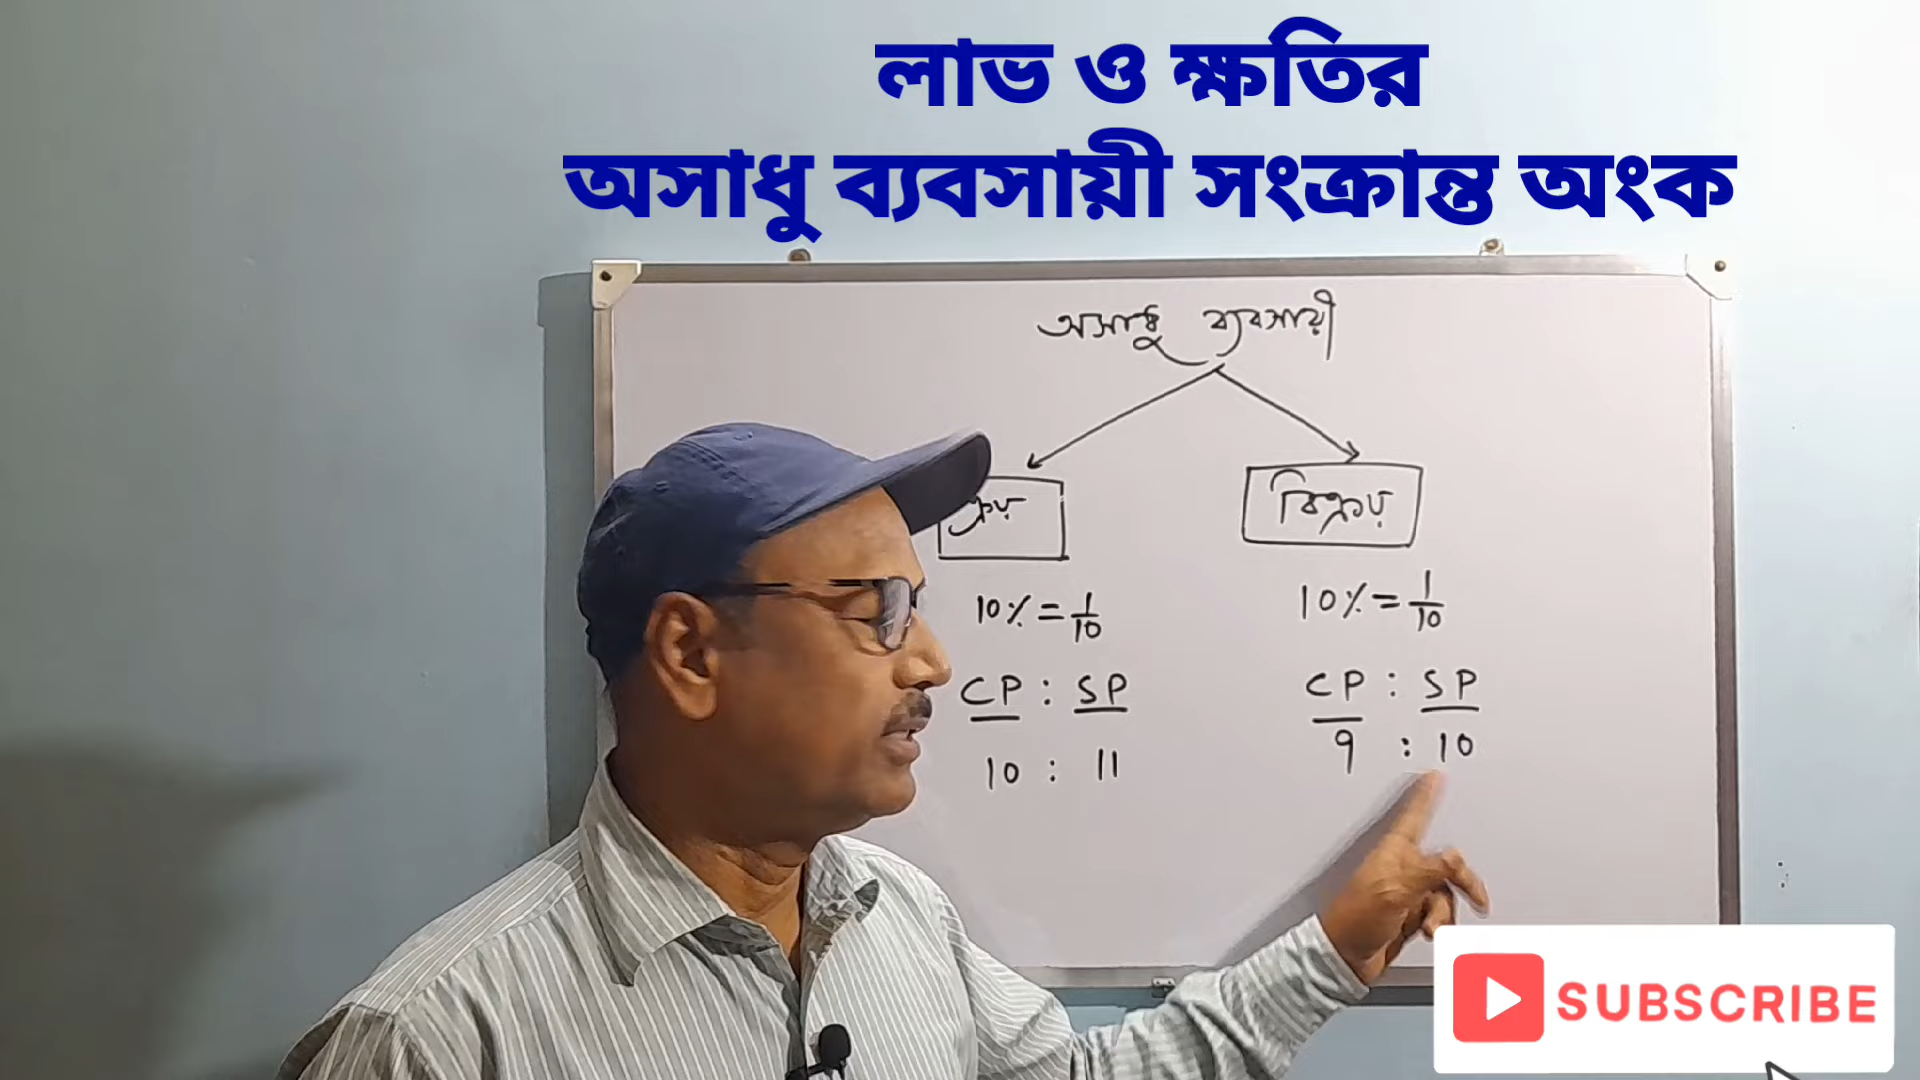 লাভ ও ক্ষতির
অসাধু ব্যবসায়ী সংক্রান্ত অংক
অসাধু ব্যবসায়ী
ক্রয়
বিক্রয়
10% = 1/10
10% = 1/10
CP : SP
CP : SP
10 : 11
9 : 10
SUBSCRIBE